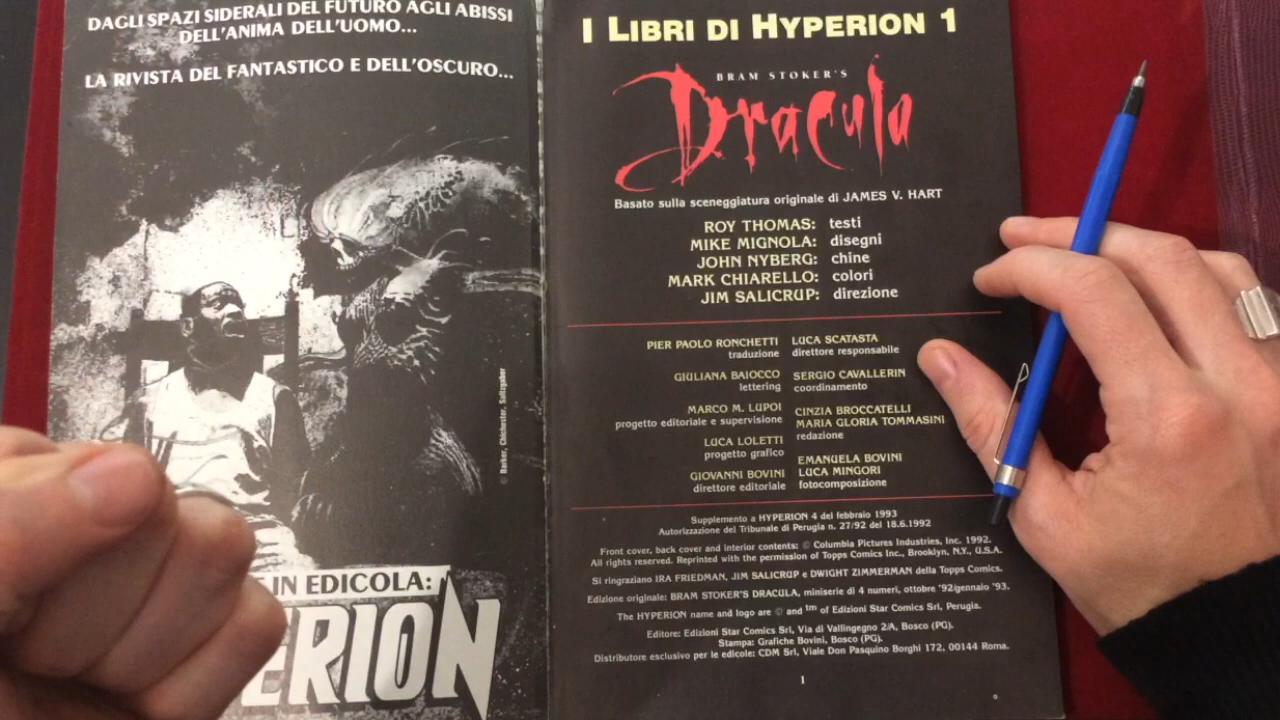 DAGLI SPAZI SIDERALI DEL FUTURO AGLI ABISSI
DELL'ANIMA DELL'UOMO...
LA RIVISTA DEL FANTASTICO E DELL'OSCURO...
© Barker, Chichester, Saltzgaber
IN EDICOLA:
ERION
I LIBRI DI HYPERION 1
BRAM STOKER'S
Dracula
Basato sulla sceneggiatura originale di JAMES V. HART
ROY THOMAS: testi
MIKE MIGNOLA: disegni
JOHN NYBERG: chine
MARK CHIARELLO: colori
JIM SALICRUP: direzione
PIER PAOLO RONCHETTI
traduzione
GIULIANA BAIOCCO
lettering
MARCO M. LUPOI
progetto editoriale e supervisione
LUCA LOLETTI
progetto grafico
GIOVANNI BOVINI
direttore editoriale
LUCA SCATASTA
direttore responsabile
SERGIO CAVALLERIN
coordinamento
CINZIA BROCCATELLI
MARIA GLORIA TOMMASINI
redazione
EMANUELA BOVINI
LUCA MINGORI
fotocomposizione
Supplemento a HYPERION 4 del febbraio 1993
Autorizzazione del Tribunale di Perugia n. 27/92 del 18.6.1992
Front cover, back cover and interior contents: © Columbia Pictures Industries, Inc. 1992.
All rights reserved. Reprinted with the permission of Topps Comics Inc., Brooklyn, N.Y., U.S.A.
Si ringraziano IRA FRIEDMAN, JIM SALICRUP e DWIGHT ZIMMERMAN della Topps Comics.
Edizione originale: BRAM STOKER'S DRACULA, miniserie di 4 numeri, ottobre '92/gennaio '93.
The HYPERION name and logo are © and tm of Edizioni Star Comics Srl, Perugia.
Editore: Edizioni Star Comics Srl, Via di Vallingegno 2/A, Bosco (PG).
Stampa: Grafiche Bovini, Bosco (PG).
Distributore esclusivo per le edicole: CDM Srl, Viale Don Pasquino Borghi 172, 00144 Roma.
1